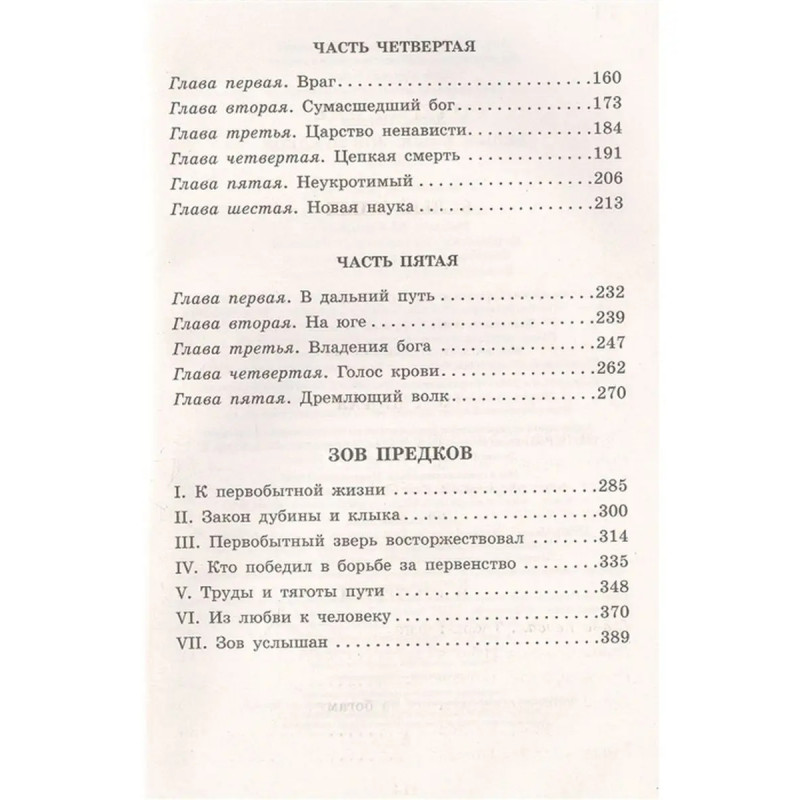 ЧАСТЬ ЧЕТВЕРТАЯ
Глава первая. Враг..........................160
Глава вторая. Сумасшедший бог..............173
Глава третья. Царство ненависти.............184
Глава четвертая. Цепкая смерть .............191
Глава пятая. Неукротимый ..................206
Глава шестая. Новая наука ..................213
ЧАСТЬ ПЯТАЯ
Глава первая. В дальний путь ................232
Глава вторая. На юге.......................239
Глава третья. Владения бога ................247
Глава четвертая. Голос крови................262
Глава пятая. Дремлющий волк...............270
ЗОВ ПРЕДКОВ
I. К первобытной жизни .....................285
II. Закон дубины и клыка....................300
III. Первобытный зверь восторжествовал .......314
IV. Кто победил в борьбе за первенство ........335
V. Труды и тяготы пути .....................348
VI. Из любви к человеку.....................370
VII. Зов услышан ...........................389